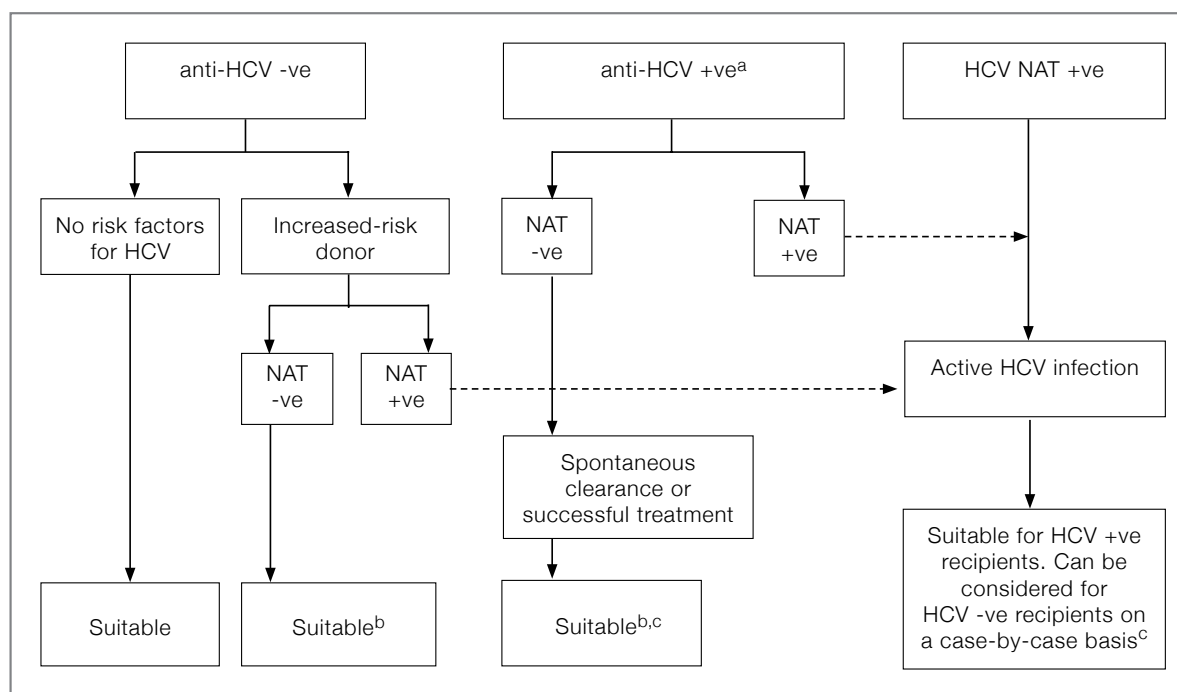 anti-HCV -ve
anti-HCV +veᵃ
HCV NAT +ve
No risk factors
for HCV
Increased-risk
donor
NAT
-ve
NAT
+ve
NAT
-ve
NAT
+ve
Active HCV infection
Spontaneous
clearance or
successful treatment
Suitable for HCV +ve
recipients. Can be
considered for
HCV -ve recipients on
a case-by-case basisᶜ
Suitable
Suitableᵇ
Suitableᵇ,ᶜ